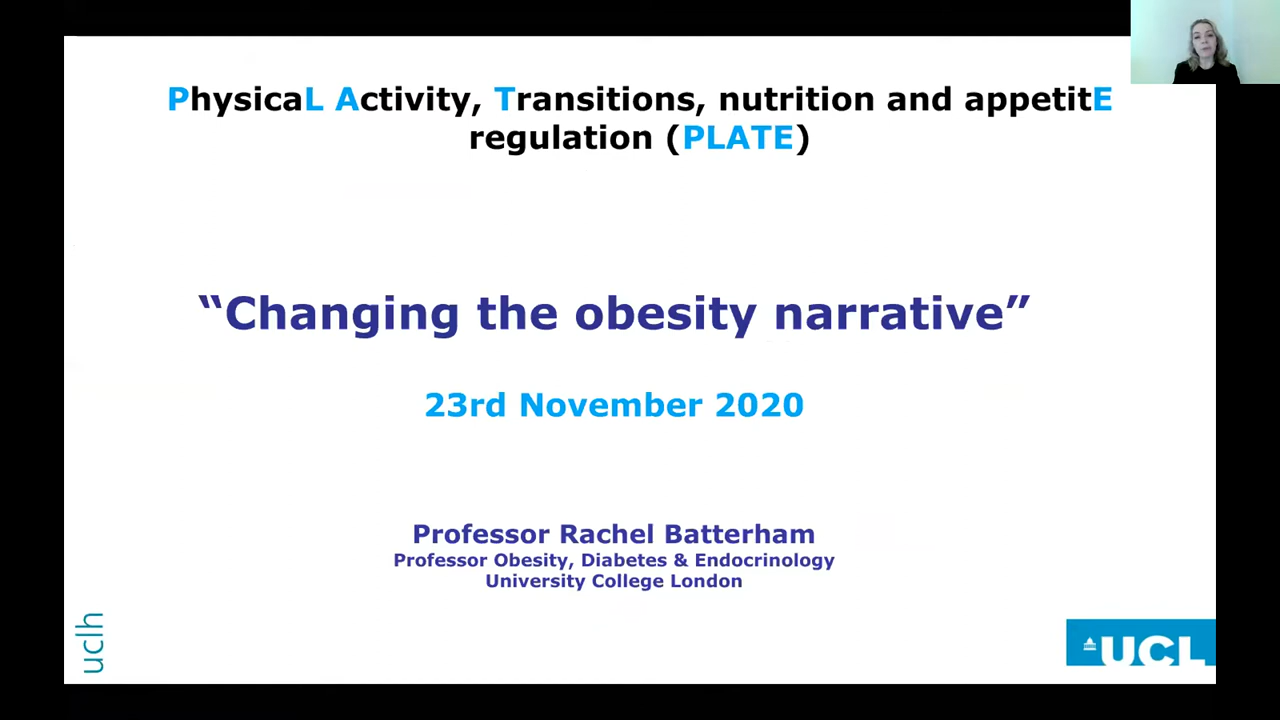 PhysicaL Activity, Transitions, nutrition and appetitE
regulation (PLATE)
“Changing the obesity narrative”
23rd November 2020
Professor Rachel Batterham
Professor Obesity, Diabetes & Endocrinology
University College London
uclh
UCL